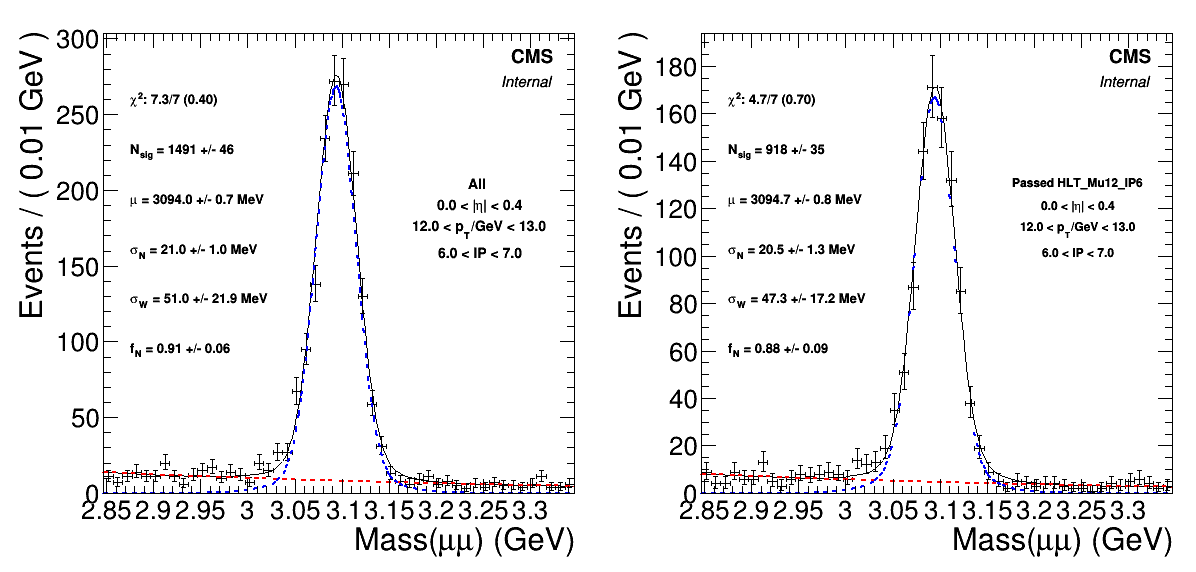 CMS
Internal
χ²: 7.3/7 (0.40)
N_sig = 1491 +/- 46
μ = 3094.0 +/- 0.7 MeV
σ_N = 21.0 +/- 1.0 MeV
σ_W = 51.0 +/- 21.9 MeV
f_N = 0.91 +/- 0.06
All
0.0 < |η| < 0.4
12.0 < p_T/GeV < 13.0
6.0 < IP < 7.0
Events / ( 0.01 GeV )
300
250
200
150
100
50
0
2.85 2.9 2.95 3 3.05 3.1 3.15 3.2 3.25 3.3
Mass(μμ) (GeV)
CMS
Internal
χ²: 4.7/7 (0.70)
N_sig = 918 +/- 35
μ = 3094.7 +/- 0.8 MeV
σ_N = 20.5 +/- 1.3 MeV
σ_W = 47.3 +/- 17.2 MeV
f_N = 0.88 +/- 0.09
Passed HLT_Mu12_IP6
0.0 < |η| < 0.4
12.0 < p_T/GeV < 13.0
6.0 < IP < 7.0
Events / ( 0.01 GeV )
180
160
140
120
100
80
60
40
20
0
2.85 2.9 2.95 3 3.05 3.1 3.15 3.2 3.25 3.3
Mass(μμ) (GeV)